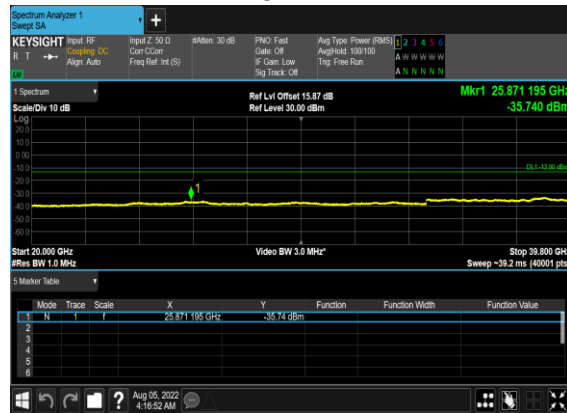 Spectrum Analyzer 1
Swept SA
KEYSIGHT Input: RF Input Z: 50 Ω #Atten: 30 dB PNO: Fast Avg Type: Power (RMS) 1 2 3 4 5 6
R T Coupling: DC Corr CCorr Gate: Off Avg|Hold: 100/100 A W W W W W
Align: Auto Freq Ref: Int (S) IF Gain: Low Trig: Free Run A N N N N N
Sig Track: Off
1 Spectrum Ref Lvl Offset 15.87 dB Mkr1 25.871 195 GHz
Scale/Div 10 dB Ref Level 30.00 dBm -35.740 dBm
Log
20.0
10.0
0.00
-10.0
DL1 -13.00 dBm
-20.0
1
-30.0
-40.0
-50.0
-60.0
Start 20.000 GHz Video BW 3.0 MHz* Stop 39.800 GHz
#Res BW 1.0 MHz Sweep ~39.2 ms (40001 pts
5 Marker Table
Mode Trace Scale X Y Function Function Width Function Value
1 N 1 f 25.871 195 GHz -35.74 dBm
2
3
4
5
6
? Aug 05, 2022
4:16:52 AM